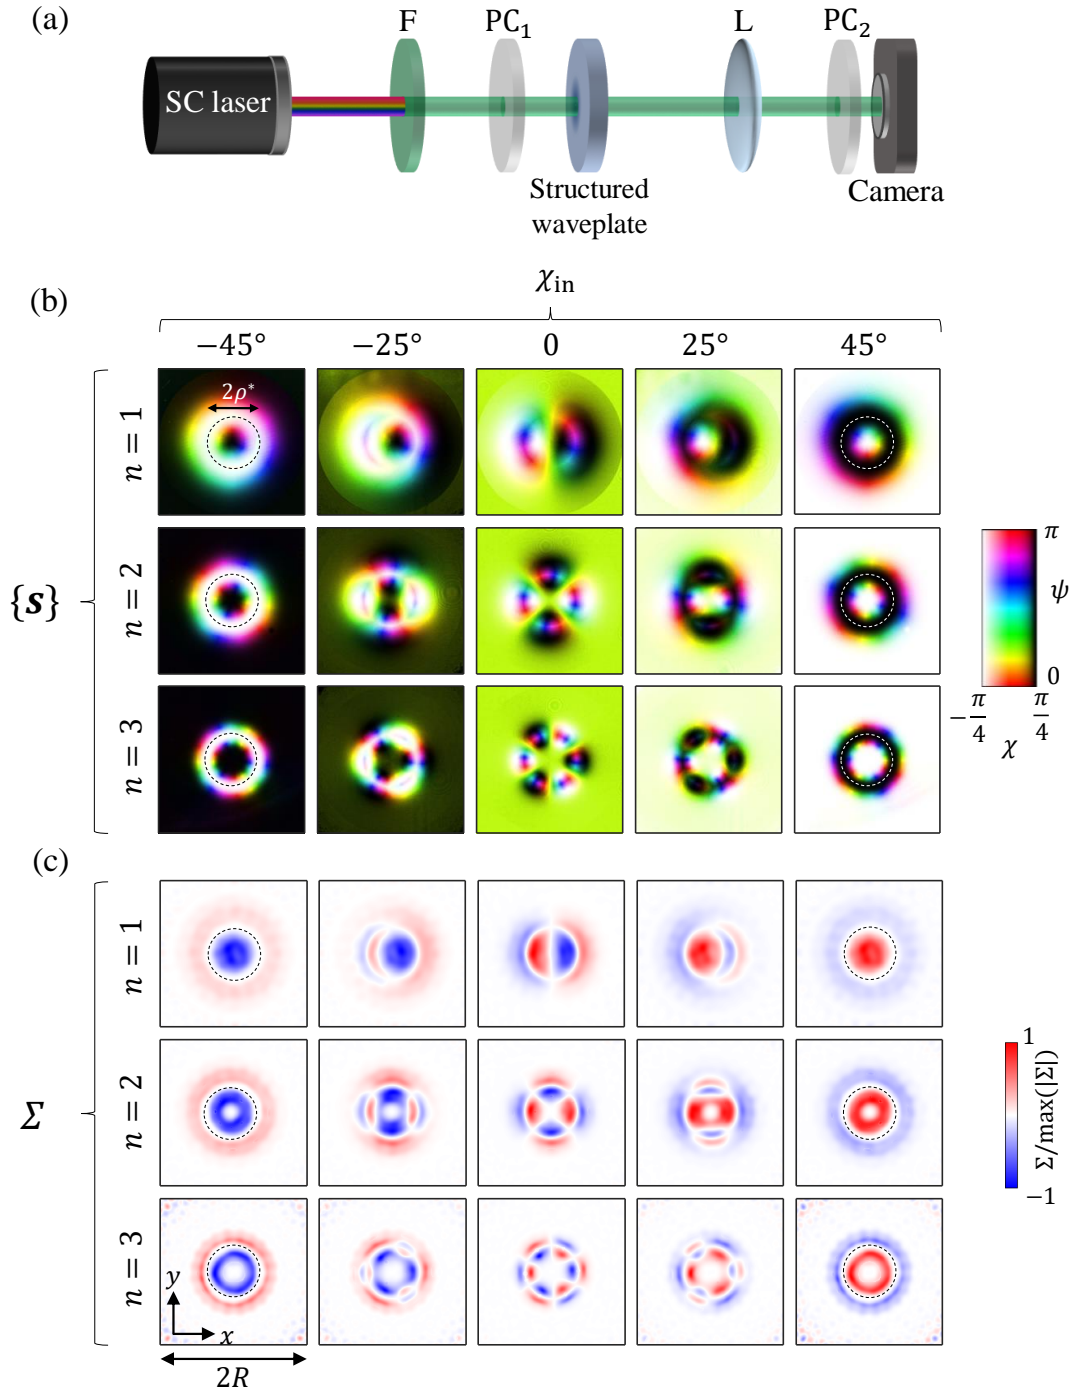 (a)
F
PC₁
L
PC₂
SC laser
Structured
waveplate
Camera
(b)
χ_in
−45°
−25°
0
25°
45°
2ρ*
n = 1
n = 2
n = 3
{s}
π
ψ
0
−π/4
χ
π/4
(c)
n = 1
n = 2
n = 3
Σ
1
Σ/max(|Σ|)
−1
y
x
2R